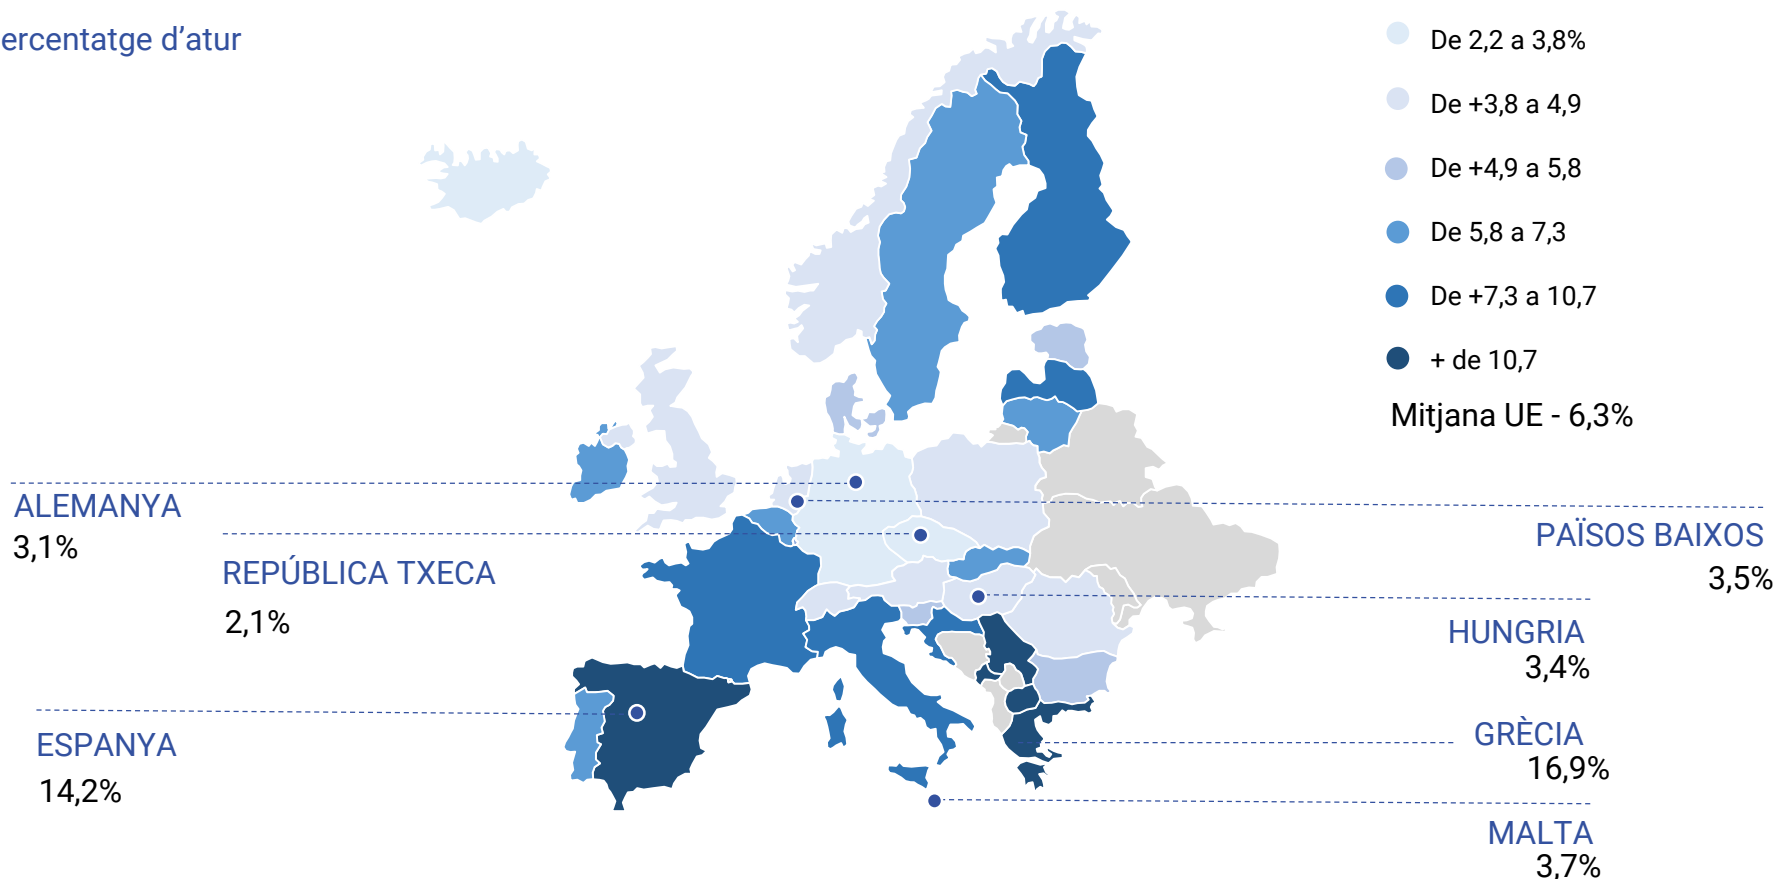 ercentatge d'atur
De 2,2 a 3,8%
De +3,8 a 4,9
De +4,9 a 5,8
De 5,8 a 7,3
De +7,3 a 10,7
+ de 10,7
Mitjana UE - 6,3%
ALEMANYA
3,1%
REPÚBLICA TXECA
2,1%
ESPANYA
14,2%
PAÏSOS BAIXOS
3,5%
HUNGRIA
3,4%
GRÈCIA
16,9%
MALTA
3,7%